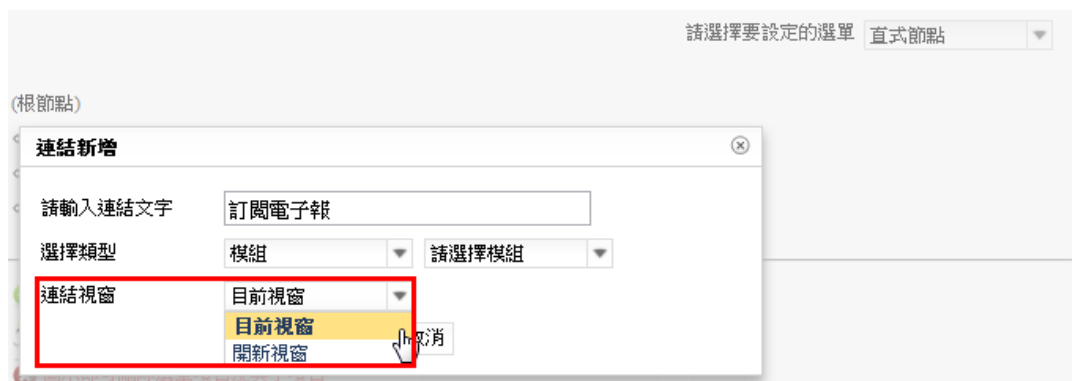 請選擇要設定的選單 直式節點
(根節點)
連結新增
請輸入連結文字 訂閱電子報
選擇類型 模組 請選擇模組
連結視窗 目前視窗
目前視窗
取消
開新視窗